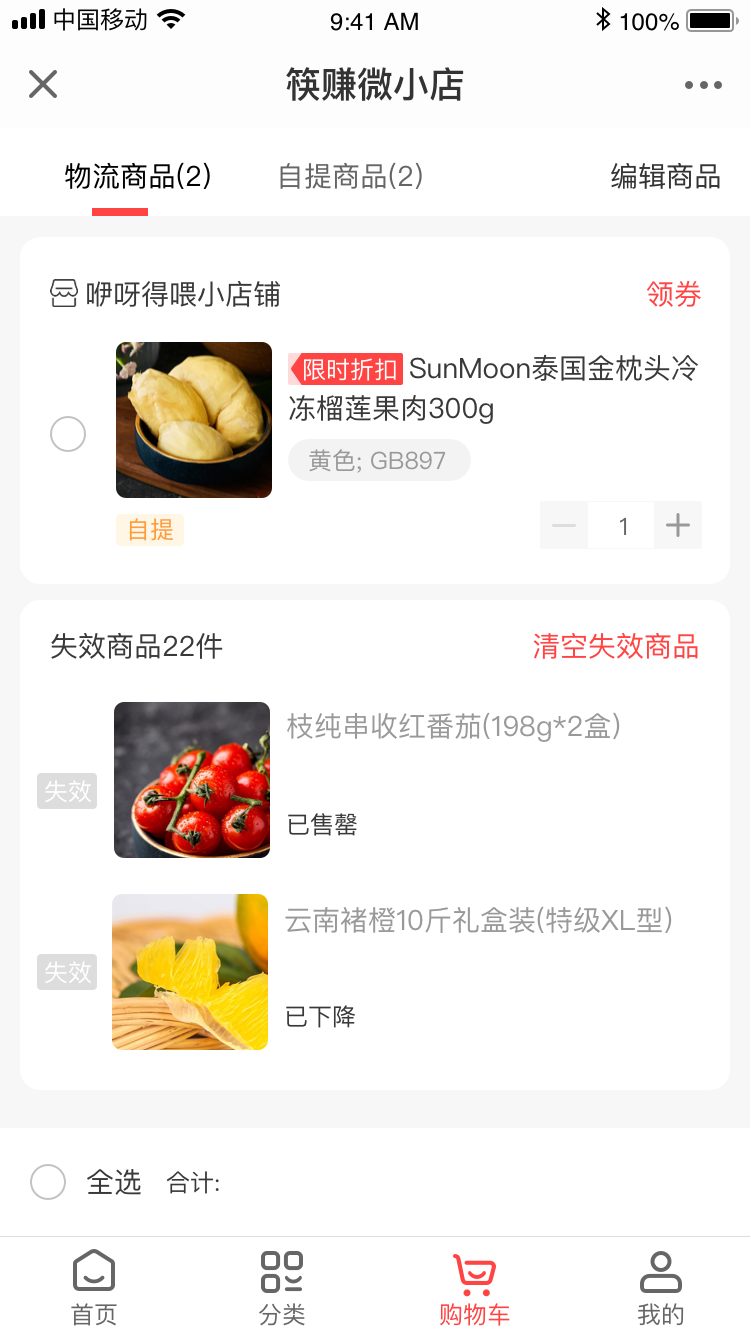 中国移动 9:41 AM 100%
筷赚微小店
物流商品(2) 自提商品(2) 编辑商品
咿呀得喂小店铺 领券
限时折扣 SunMoon泰国金枕头冷
冻榴莲果肉300g
黄色; GB897
自提 1
失效商品22件 清空失效商品
枝纯串收红番茄(198g*2盒)
失效
已售罄
云南褚橙10斤礼盒装(特级XL型)
失效
已下降
全选 合计:
首页 分类 购物车 我的